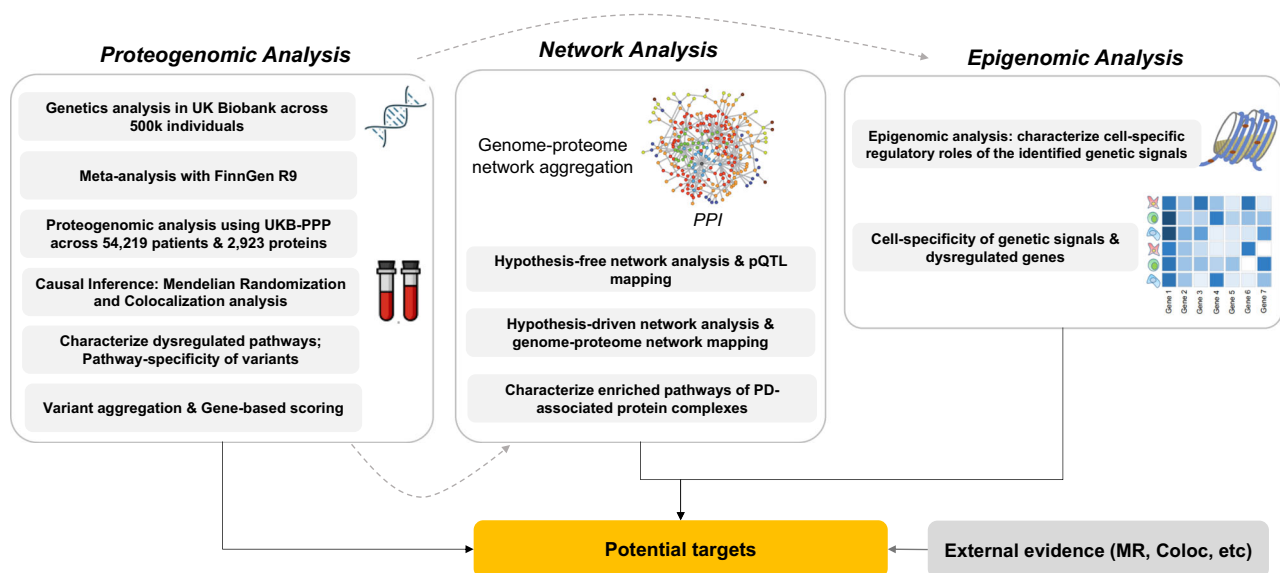 Proteogenomic Analysis
Genetics analysis in UK Biobank across
500k individuals
Meta-analysis with FinnGen R9
Proteogenomic analysis using UKB-PPP
across 54,219 patients & 2,923 proteins
Causal Inference: Mendelian Randomization
and Colocalization analysis
Characterize dysregulated pathways;
Pathway-specificity of variants
Variant aggregation & Gene-based scoring
Network Analysis
Genome-proteome
network aggregation
PPI
Hypothesis-free network analysis & pQTL
mapping
Hypothesis-driven network analysis &
genome-proteome network mapping
Characterize enriched pathways of PD-
associated protein complexes
Epigenomic Analysis
Epigenomic analysis: characterize cell-specific
regulatory roles of the identified genetic signals
Cell-specificity of genetic signals &
dysregulated genes
Gene 1
Gene 2
Gene 3
Gene 4
Gene 5
Gene 6
Gene 7
Potential targets
External evidence (MR, Coloc, etc)